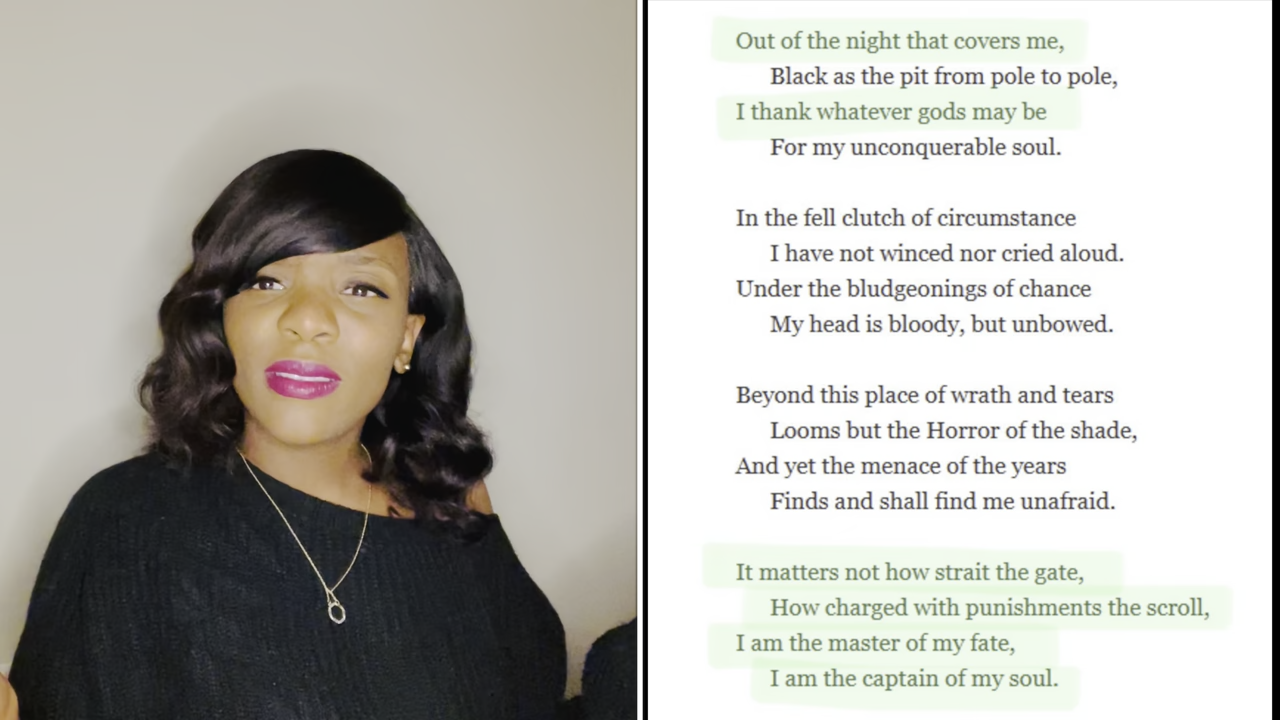 Out of the night that covers me,
Black as the pit from pole to pole,
I thank whatever gods may be
For my unconquerable soul.
In the fell clutch of circumstance
I have not winced nor cried aloud.
Under the bludgeonings of chance
My head is bloody, but unbowed.
Beyond this place of wrath and tears
Looms but the Horror of the shade,
And yet the menace of the years
Finds and shall find me unafraid.
It matters not how strait the gate,
How charged with punishments the scroll,
I am the master of my fate,
I am the captain of my soul.